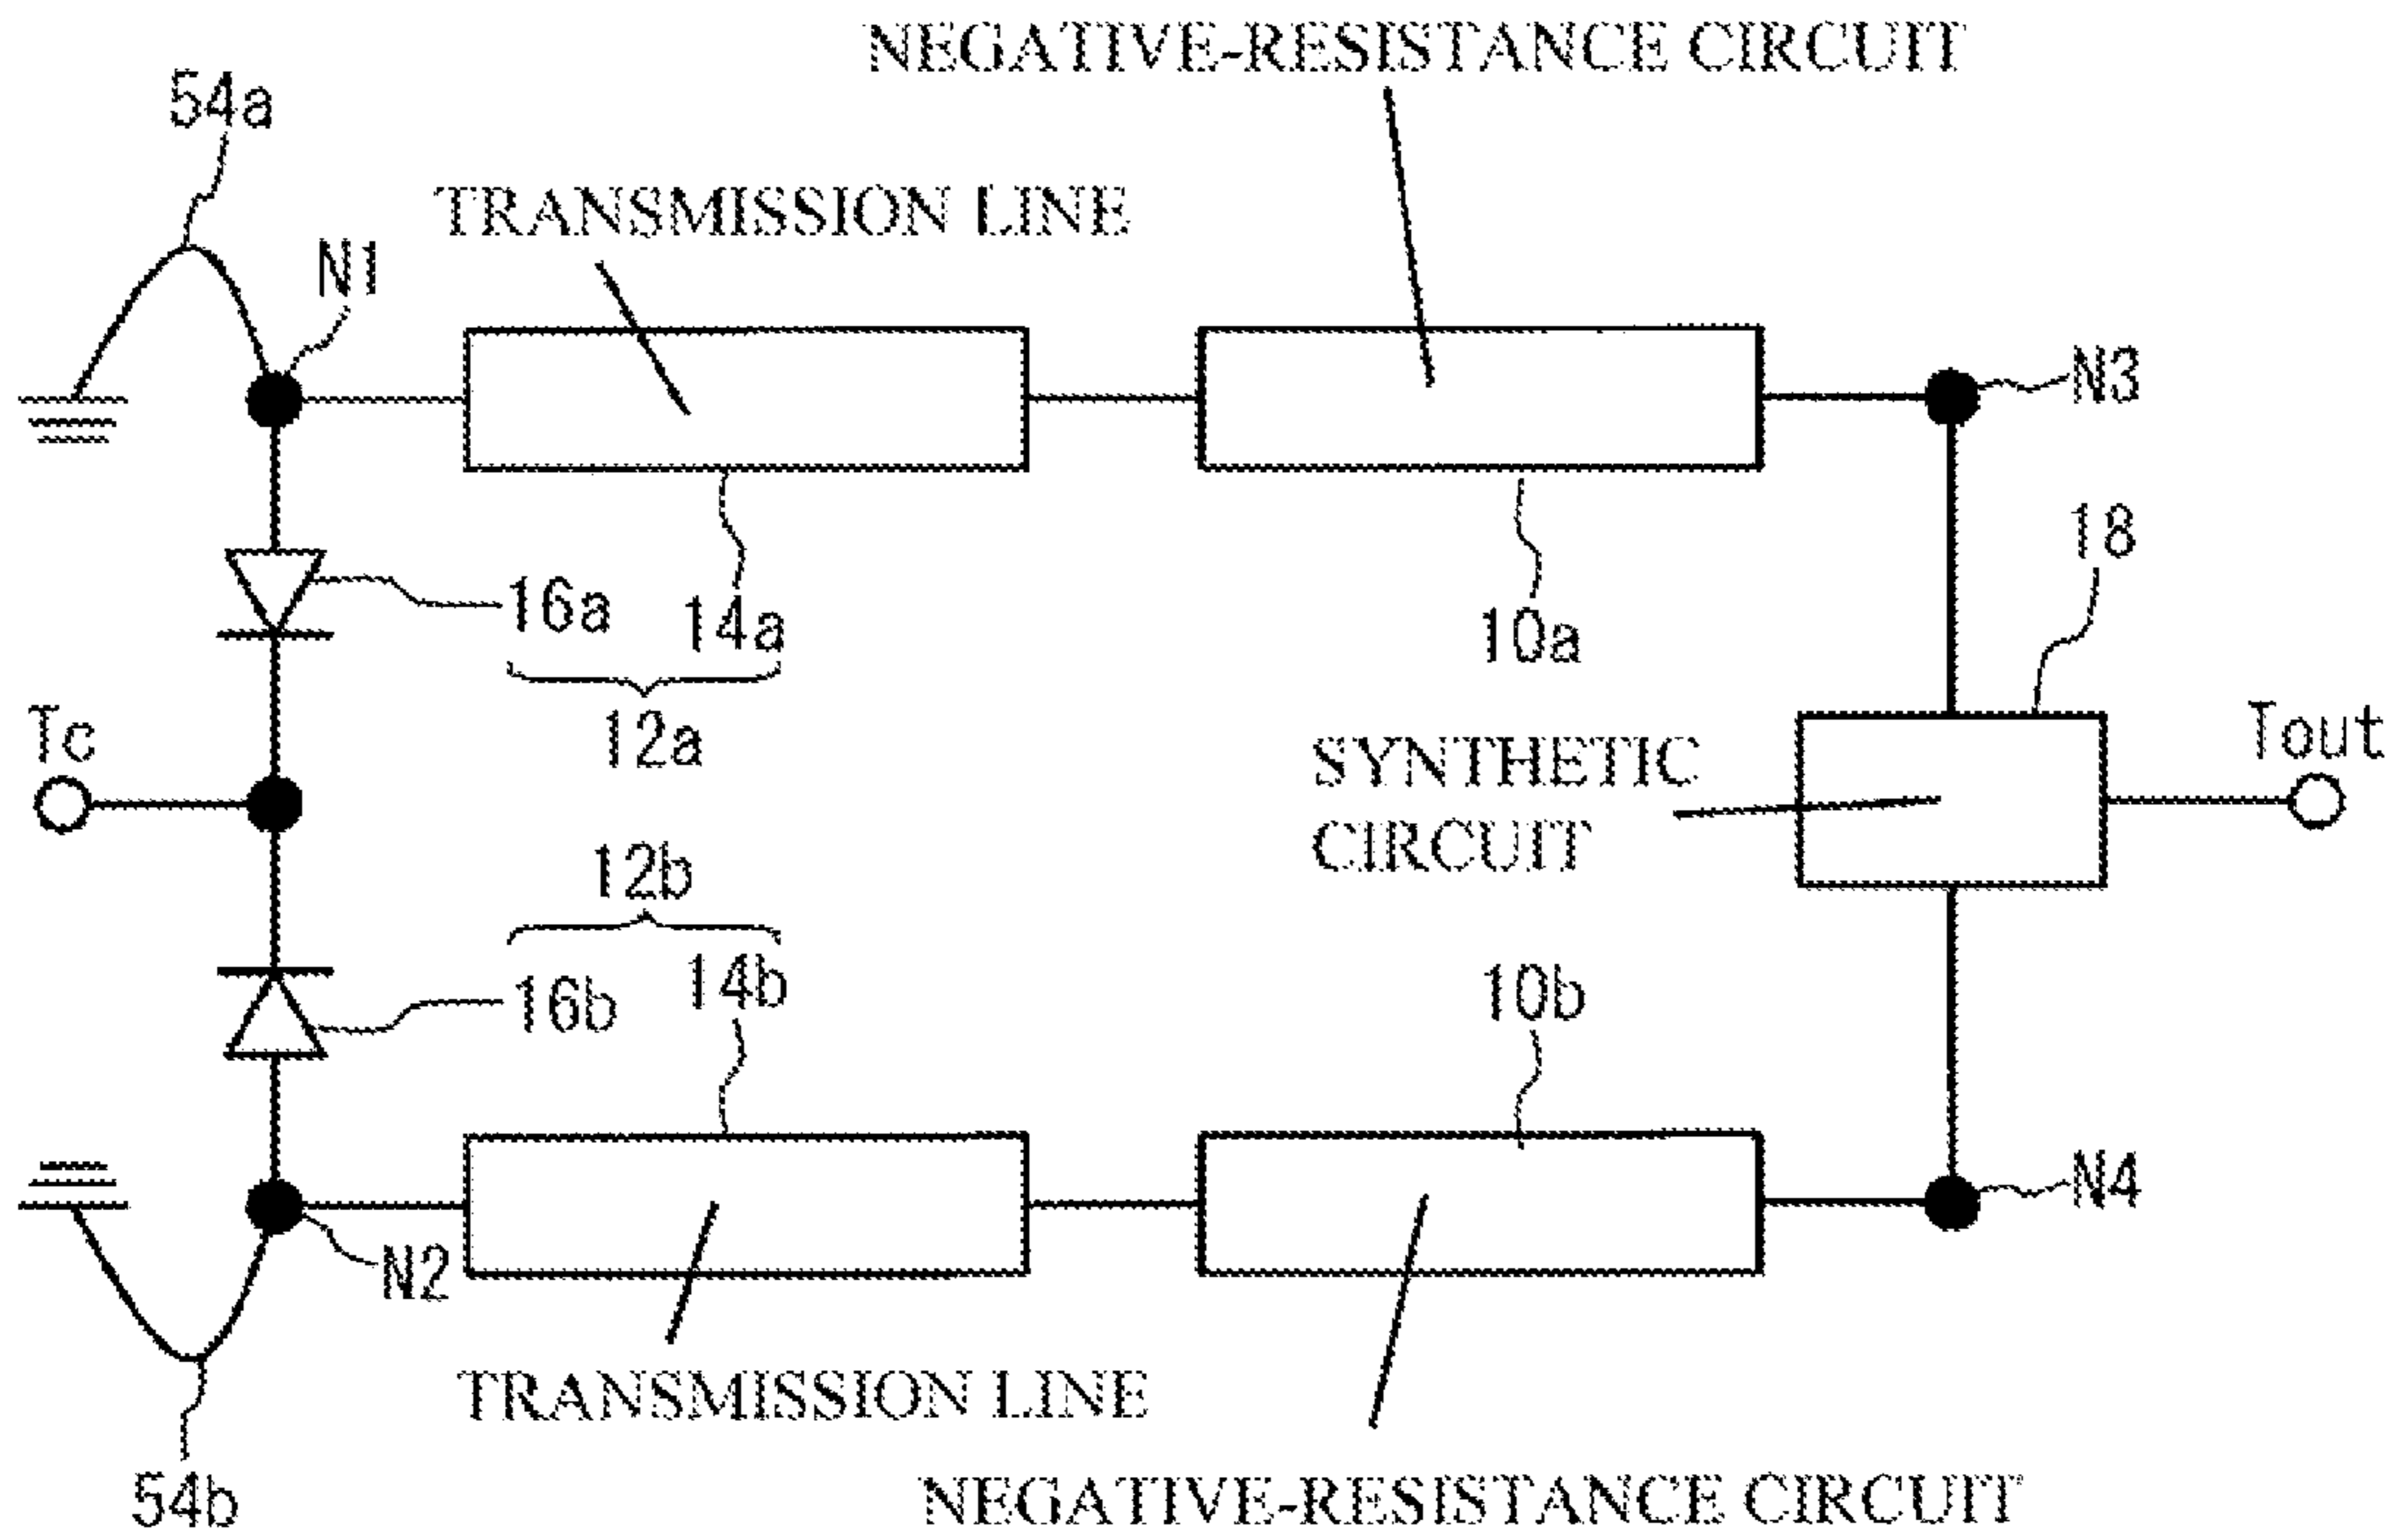 NEGATIVE-RESISTANCE CIRCUIT
54a
TRANSMISSION LINE
N1
N3
18
16a
14a
10a
12a
Tc
Tout
SYNTHETIC
CIRCUIT
12b
14b
16b
10b
N4
N2
TRANSMISSION LINE
54b
NEGATIVE-RESISTANCE CIRCUIT